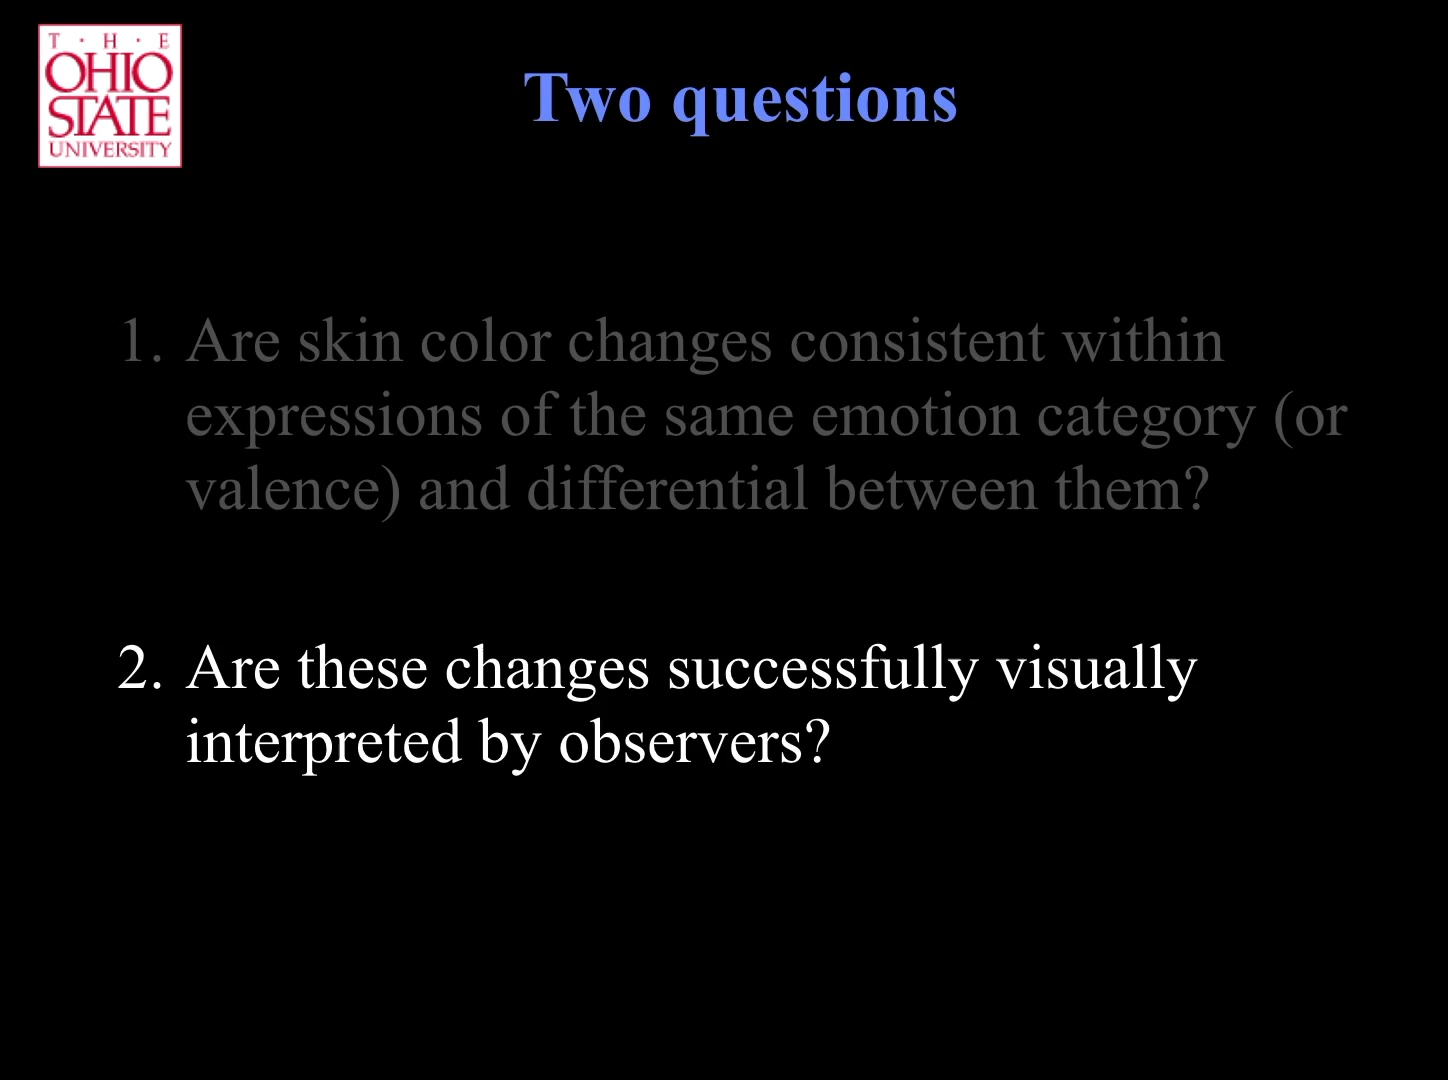 T · H · E
OHIO
STATE
UNIVERSITY
Two questions
1. Are skin color changes consistent within
expressions of the same emotion category (or
valence) and differential between them?
2. Are these changes successfully visually
interpreted by observers?